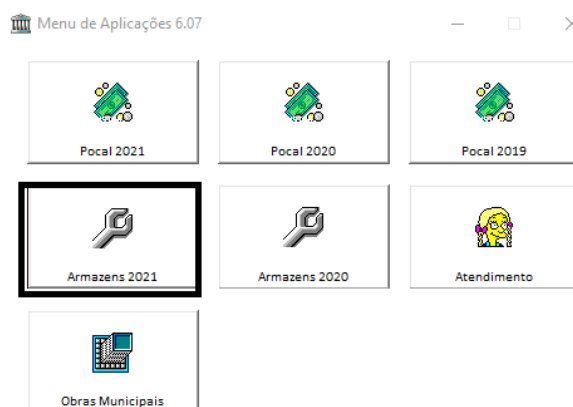 Menu de Aplicações 6.07
Pocal 2021
Pocal 2020
Pocal 2019
Armazens 2021
Armazens 2020
Atendimento
Obras Municipais